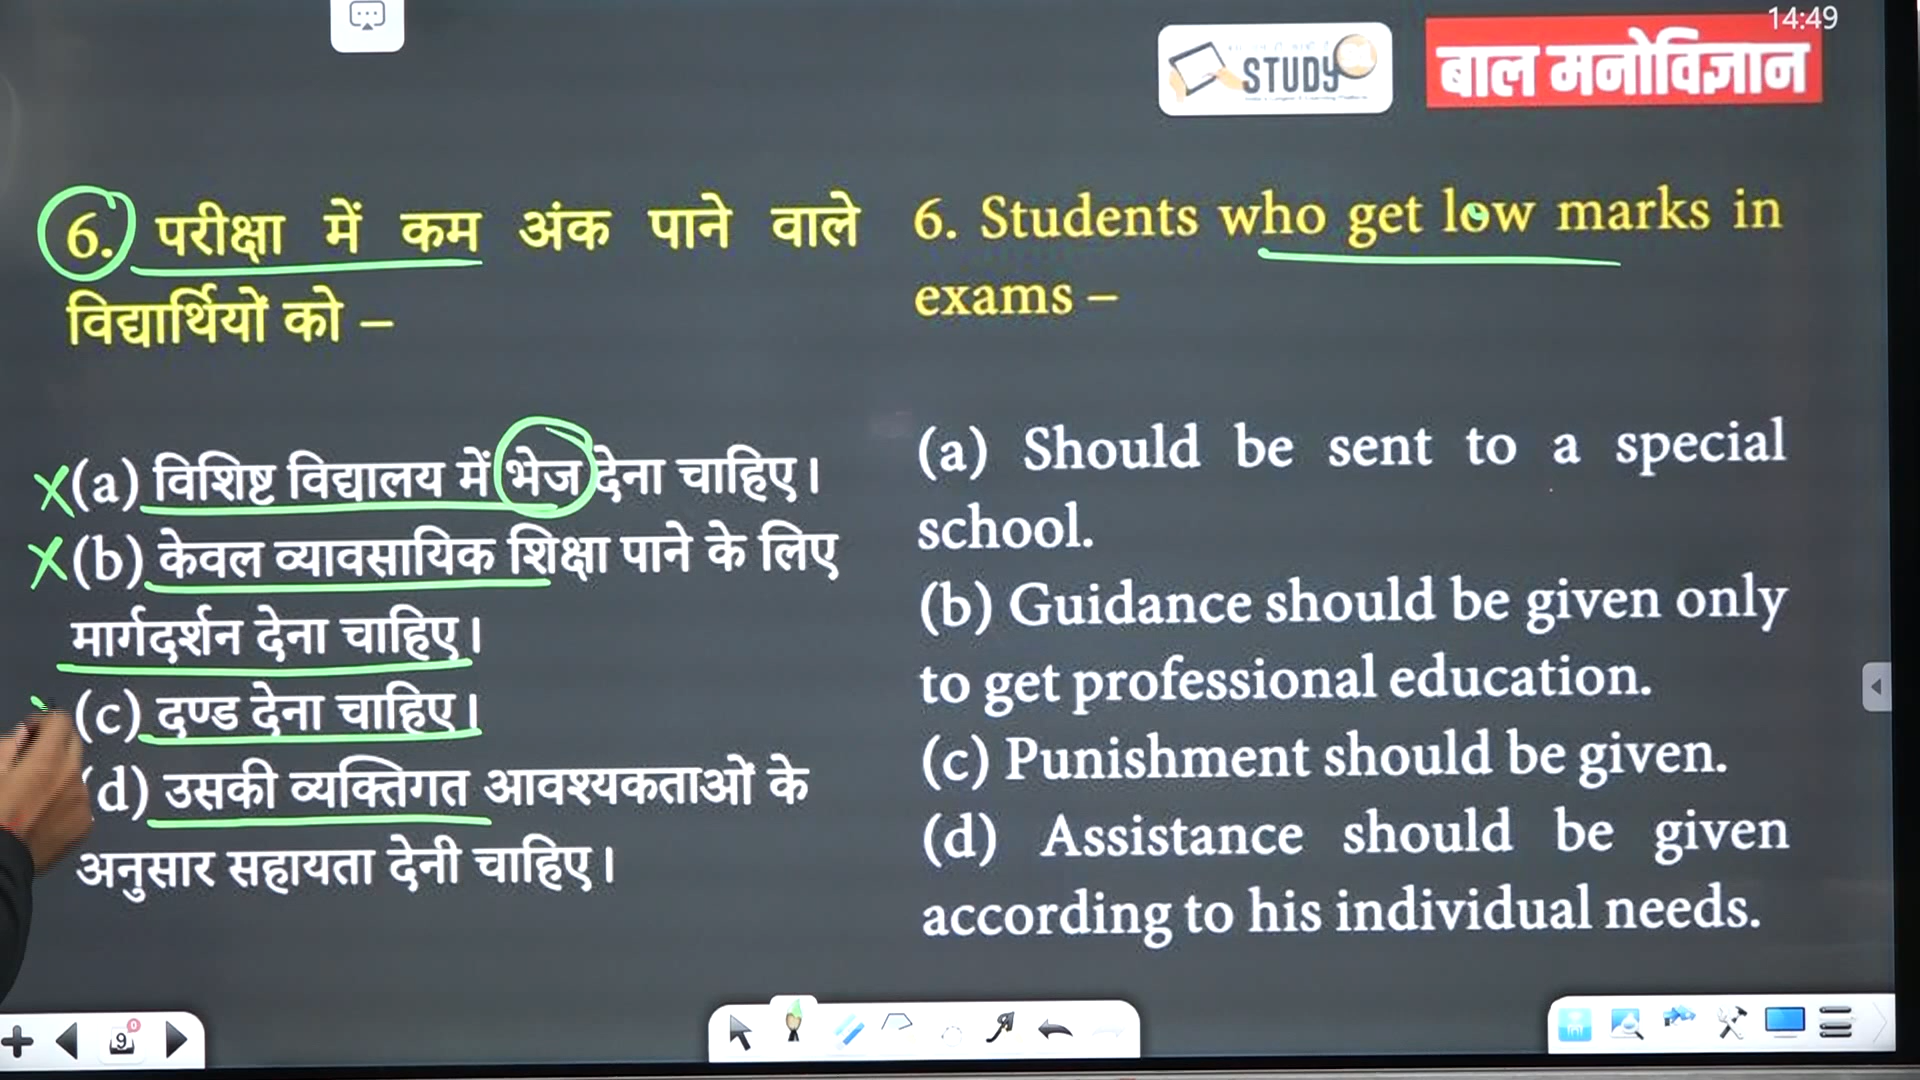 14:49
STUDY
बाल मनोविज्ञान
6. परीक्षा में कम अंक पाने वाले
विद्यार्थियों को –
(a) विशिष्ट विद्यालय में भेज देना चाहिए।
(b) केवल व्यावसायिक शिक्षा पाने के लिए
मार्गदर्शन देना चाहिए।
(c) दण्ड देना चाहिए।
(d) उसकी व्यक्तिगत आवश्यकताओं के
अनुसार सहायता देनी चाहिए।
6. Students who get low marks in
exams –
(a) Should be sent to a special
school.
(b) Guidance should be given only
to get professional education.
(c) Punishment should be given.
(d) Assistance should be given
according to his individual needs.
9
0